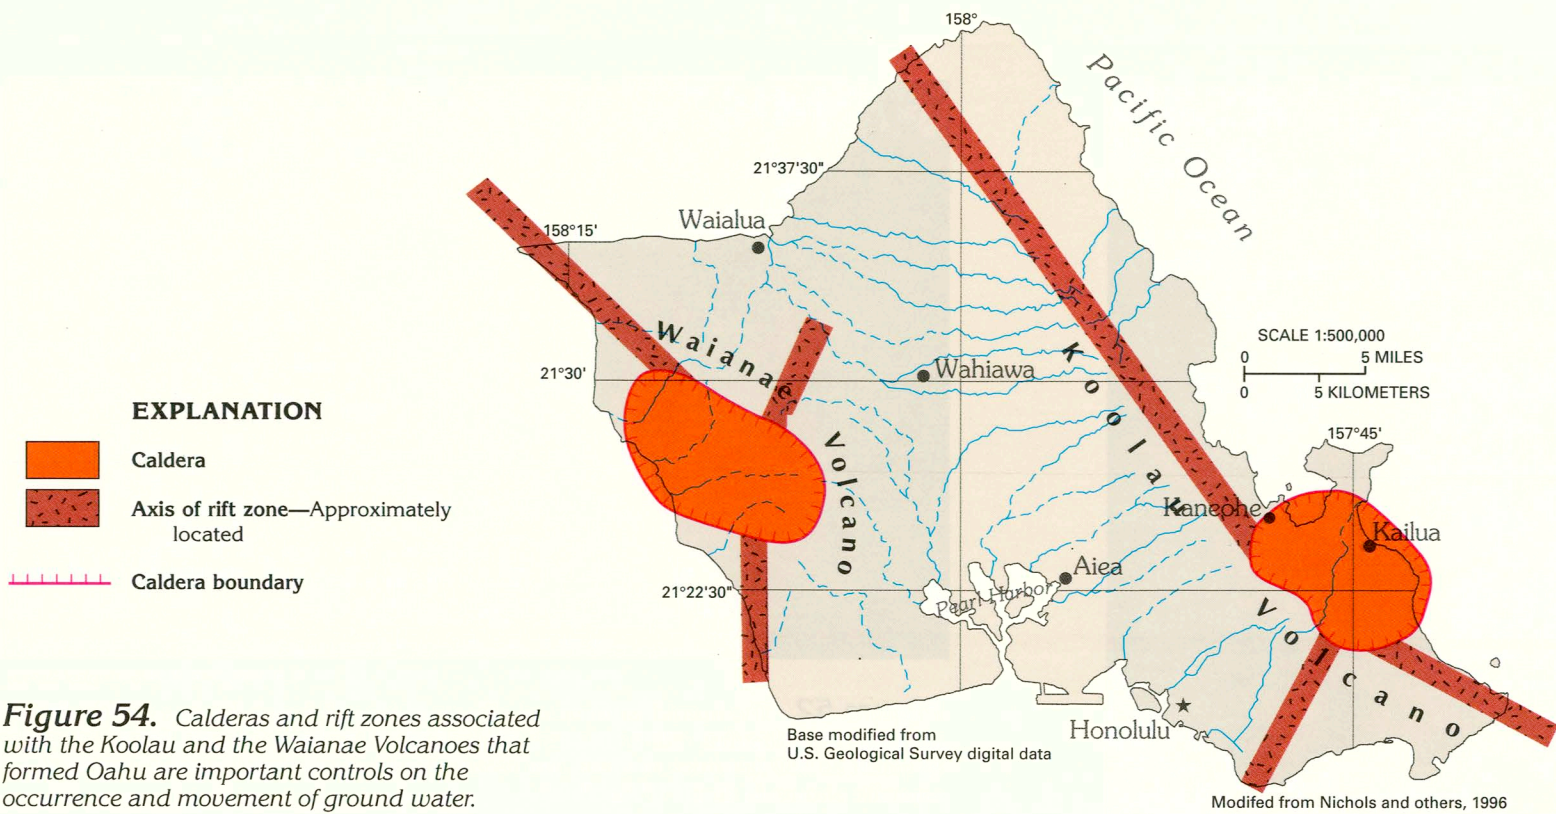 158°
Pacific Ocean
21°37'30"
Waialua
158°15'
Waianae
Volcano
Koolau
Volcano
Wahiawa
SCALE 1:500,000
0 5 MILES
0 5 KILOMETERS
21°30'
157°45'
EXPLANATION
Caldera
Axis of rift zone—Approximately
located
Caldera boundary
Kaneohe
Kailua
Aiea
21°22'30"
Pearl Harbor
Honolulu
Base modified from
U.S. Geological Survey digital data
Modifed from Nichols and others, 1996
Figure 54. Calderas and rift zones associated
with the Koolau and the Waianae Volcanoes that
formed Oahu are important controls on the
occurrence and movement of ground water.